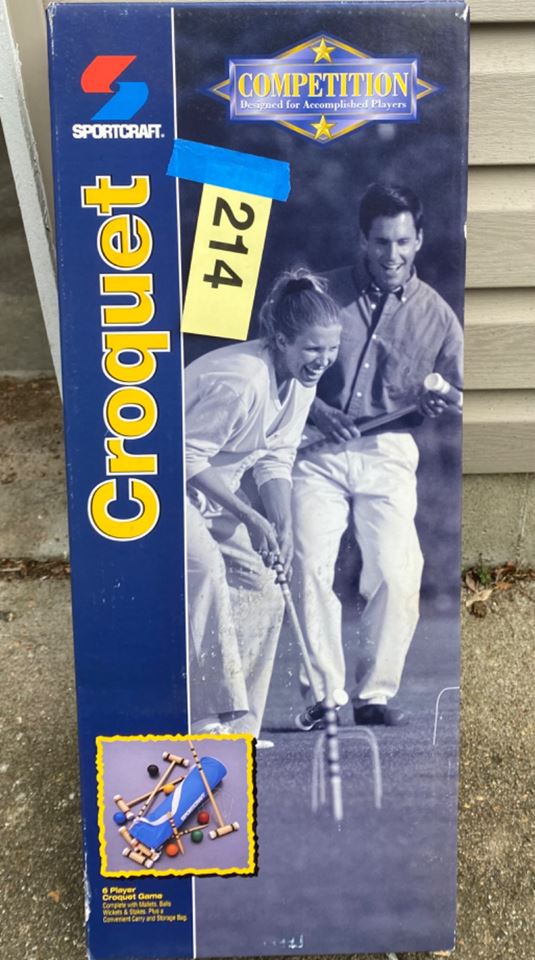 SPORTCRAFT.
COMPETITION
Designed for Accomplished Players
214
Croquet
6 Player
Croquet Game
Complete with Mallets, Balls
Wickets & Stakes. Plus a
Convenient Carry and Storage Bag.